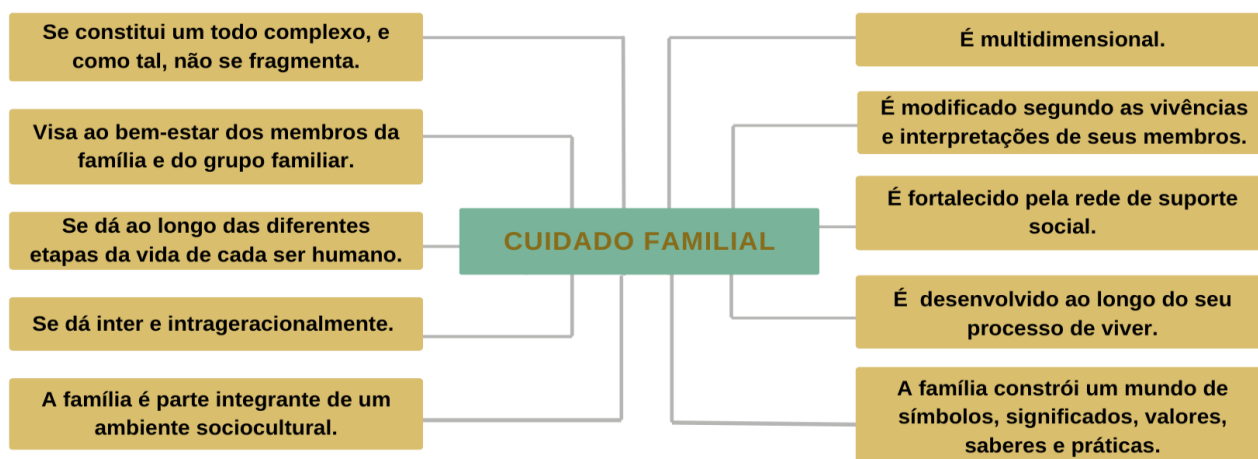 Se constitui um todo complexo, e
como tal, não se fragmenta.
Visa ao bem-estar dos membros da
família e do grupo familiar.
Se dá ao longo das diferentes
etapas da vida de cada ser humano.
Se dá inter e intrageracionalmente.
A família é parte integrante de um
ambiente sociocultural.
CUIDADO FAMILIAL
É multidimensional.
É modificado segundo as vivências
e interpretações de seus membros.
É fortalecido pela rede de suporte
social.
É desenvolvido ao longo do seu
processo de viver.
A família constrói um mundo de
símbolos, significados, valores,
saberes e práticas.